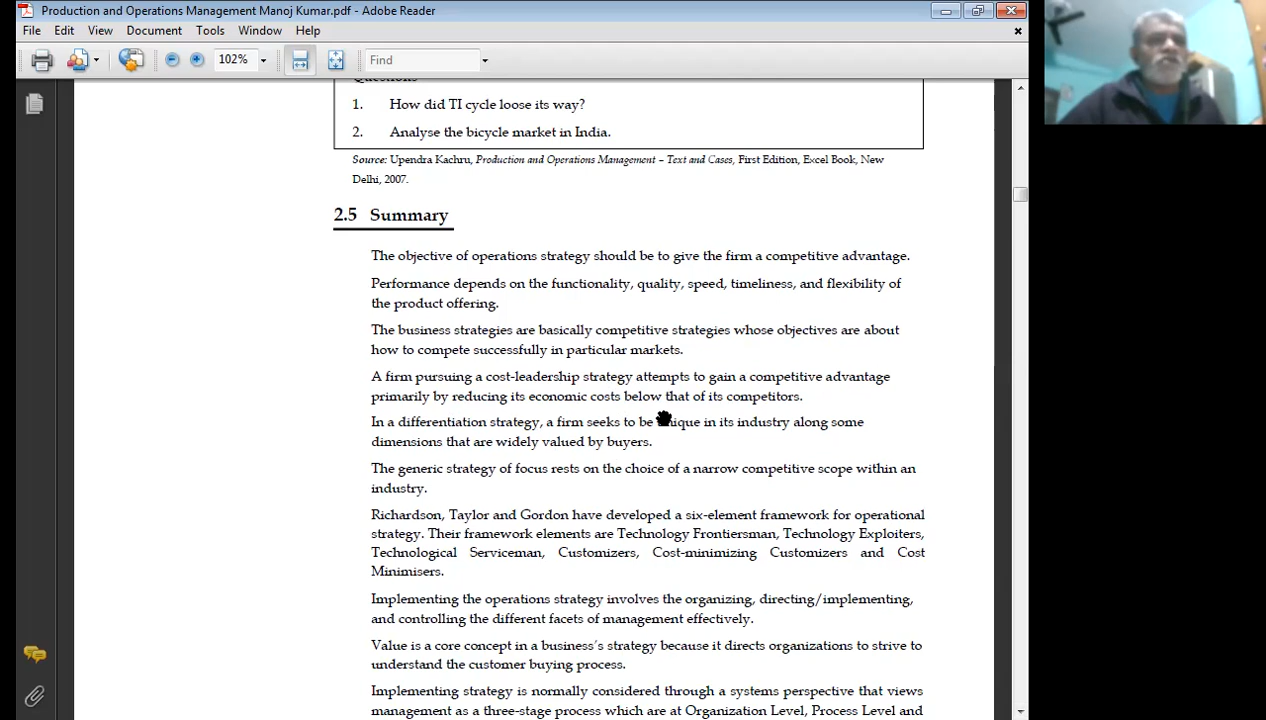 Production and Operations Management Manoj Kumar.pdf - Adobe Reader
File Edit View Document Tools Window Help
102% Find
Questions
1. How did TI cycle loose its way?
2. Analyse the bicycle market in India.
Source: Upendra Kachru, Production and Operations Management – Text and Cases, First Edition, Excel Book, New
Delhi, 2007.
2.5 Summary
The objective of operations strategy should be to give the firm a competitive advantage.
Performance depends on the functionality, quality, speed, timeliness, and flexibility of
the product offering.
The business strategies are basically competitive strategies whose objectives are about
how to compete successfully in particular markets.
A firm pursuing a cost-leadership strategy attempts to gain a competitive advantage
primarily by reducing its economic costs below that of its competitors.
In a differentiation strategy, a firm seeks to be unique in its industry along some
dimensions that are widely valued by buyers.
The generic strategy of focus rests on the choice of a narrow competitive scope within an
industry.
Richardson, Taylor and Gordon have developed a six-element framework for operational
strategy. Their framework elements are Technology Frontiersman, Technology Exploiters,
Technological Serviceman, Customizers, Cost-minimizing Customizers and Cost
Minimisers.
Implementing the operations strategy involves the organizing, directing/implementing,
and controlling the different facets of management effectively.
Value is a core concept in a business's strategy because it directs organizations to strive to
understand the customer buying process.
Implementing strategy is normally considered through a systems perspective that views
management as a three-stage process which are at Organization Level, Process Level and